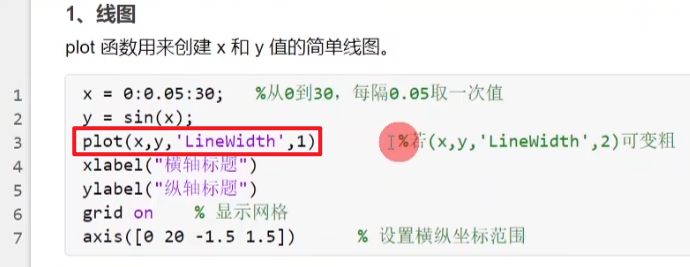 1、线图
plot 函数用来创建 x 和 y 值的简单线图。
1 x = 0:0.05:30; %从0到30，每隔0.05取一次值
2 y = sin(x);
3 plot(x,y,'LineWidth',1) %若(x,y,'LineWidth',2)可变粗
4 xlabel("横轴标题")
5 ylabel("纵轴标题")
6 grid on % 显示网格
7 axis([0 20 -1.5 1.5]) % 设置横纵坐标范围